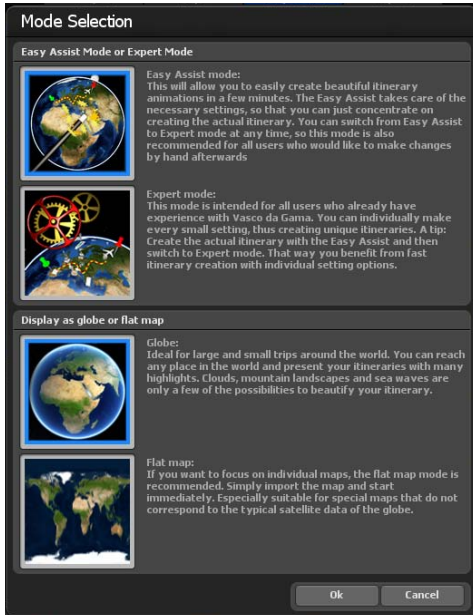 Mode Selection
Easy Assist Mode or Expert Mode
Easy Assist mode:
This will allow you to easily create beautiful itinerary
animations in a few minutes. The Easy Assist takes care of the
necessary settings, so that you can just concentrate on
creating the actual itinerary. You can switch from Easy Assist
to Expert mode at any time, so this mode is also
recommended for all users who would like to make changes
by hand afterwards
Expert mode:
This mode is intended for all users who already have
experience with Vasco da Gama. You can individually make
every small setting, thus creating unique itineraries. A tip:
Create the actual itinerary with the Easy Assist and then
switch to Expert mode. That way you benefit from fast
itinerary creation with individual setting options.
Display as globe or flat map
Globe:
Ideal for large and small trips around the world. You can reach
any place in the world and present your itineraries with many
highlights. Clouds, mountain landscapes and sea waves are
only a few of the possibilities to beautify your itinerary.
Flat map:
If you want to focus on individual maps, the flat map mode is
recommended. Simply import the map and start
immediately. Especially suitable for special maps that do not
correspond to the typical satellite data of the globe.
Ok
Cancel